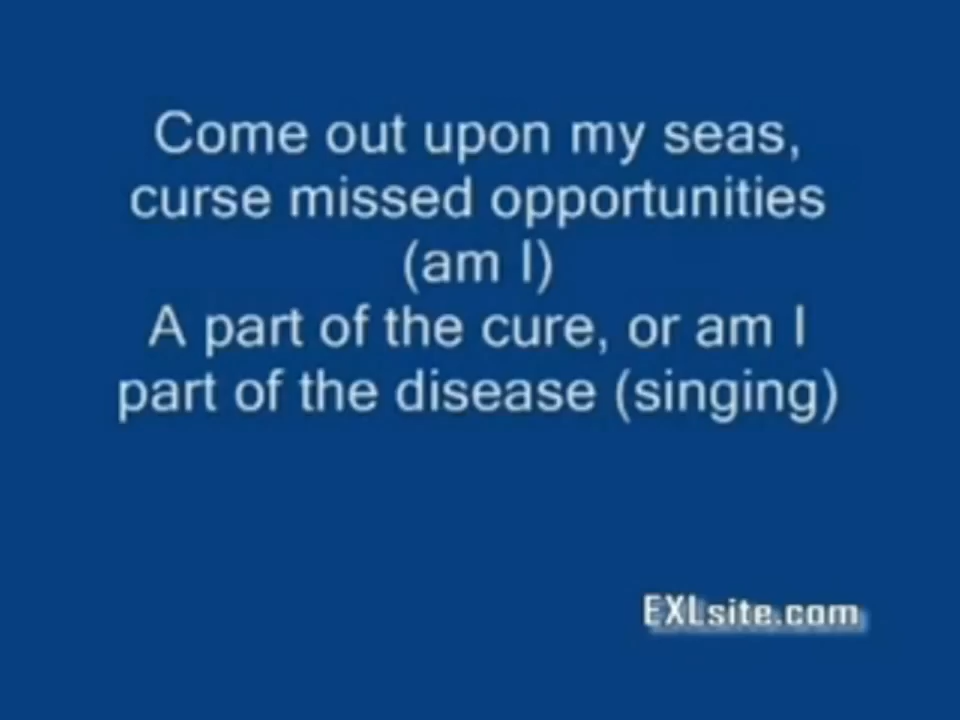 Come out upon my seas,
curse missed opportunities
(am I)
A part of the cure, or am I
part of the disease (singing)
EXLsite.com